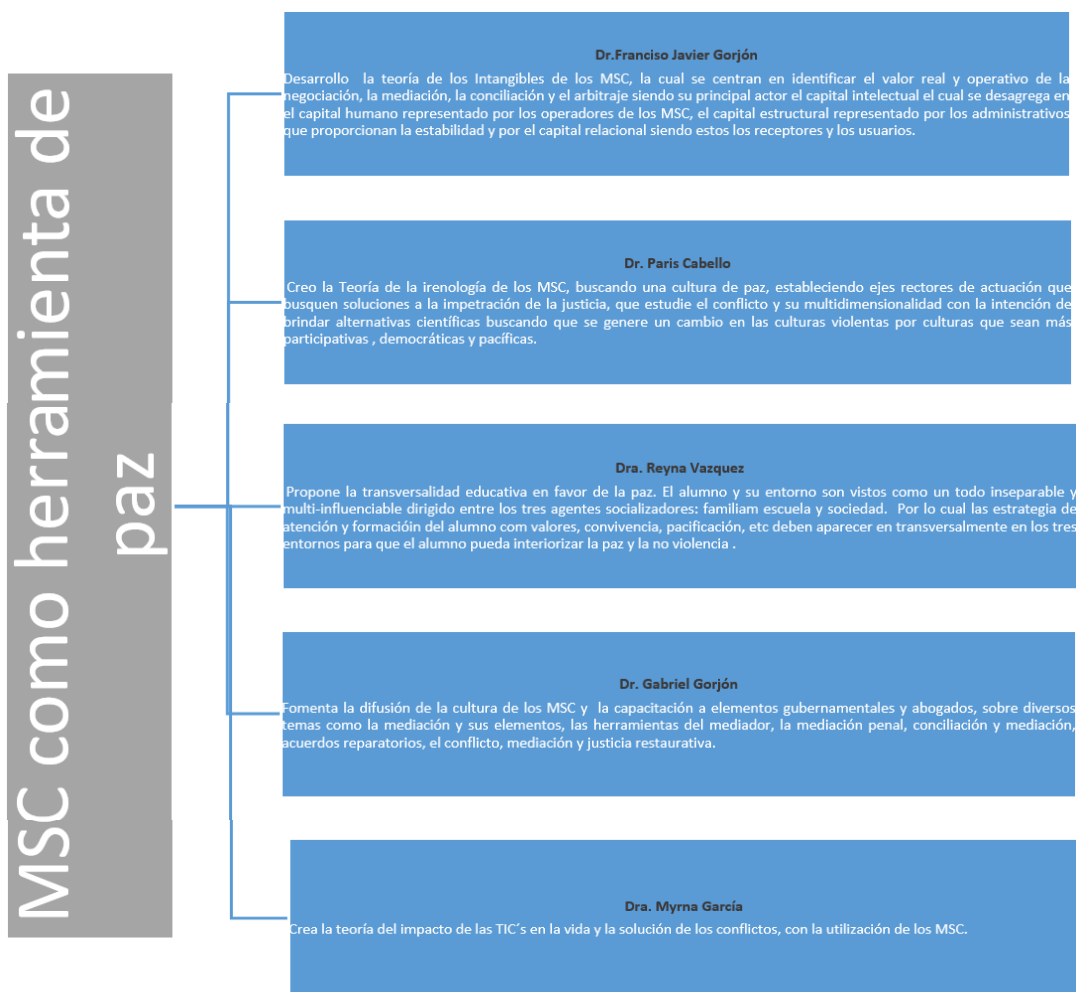 MSC como herramienta de
paz
Dr.Franciso Javier Gorjón
Desarrollo la teoría de los Intangibles de los MSC, la cual se centran en identificar el valor real y operativo de la
negociación, la mediación, la conciliación y el arbitraje siendo su principal actor el capital intelectual el cual se desagrega en
el capital humano representado por los operadores de los MSC, el capital estructural representado por los administrativos
que proporcionan la estabilidad y por el capital relacional siendo estos los receptores y los usuarios.
Dr. Paris Cabello
Creo la Teoría de la irenología de los MSC, buscando una cultura de paz, estableciendo ejes rectores de actuación que
busquen soluciones a la impetración de la justicia, que estudie el conflicto y su multidimensionalidad con la intención de
brindar alternativas científicas buscando que se genere un cambio en las culturas violentas por culturas que sean más
participativas , democráticas y pacíficas.
Dra. Reyna Vazquez
Propone la transversalidad educativa en favor de la paz. El alumno y su entorno son vistos como un todo inseparable y
multi-influenciable dirigido entre los tres agentes socializadores: familiam escuela y sociedad. Por lo cual las estrategia de
atención y formacióin del alumno com valores, convivencia, pacificación, etc deben aparecer en transversalmente en los tres
entornos para que el alumno pueda interiorizar la paz y la no violencia .
Dr. Gabriel Gorjón
Fomenta la difusión de la cultura de los MSC y la capacitación a elementos gubernamentales y abogados, sobre diversos
temas como la mediación y sus elementos, las herramientas del mediador, la mediación penal, conciliación y mediación,
acuerdos reparatorios, el conflicto, mediación y justicia restaurativa.
Dra. Myrna García
Crea la teoría del impacto de las TIC´s en la vida y la solución de los conflictos, con la utilización de los MSC.